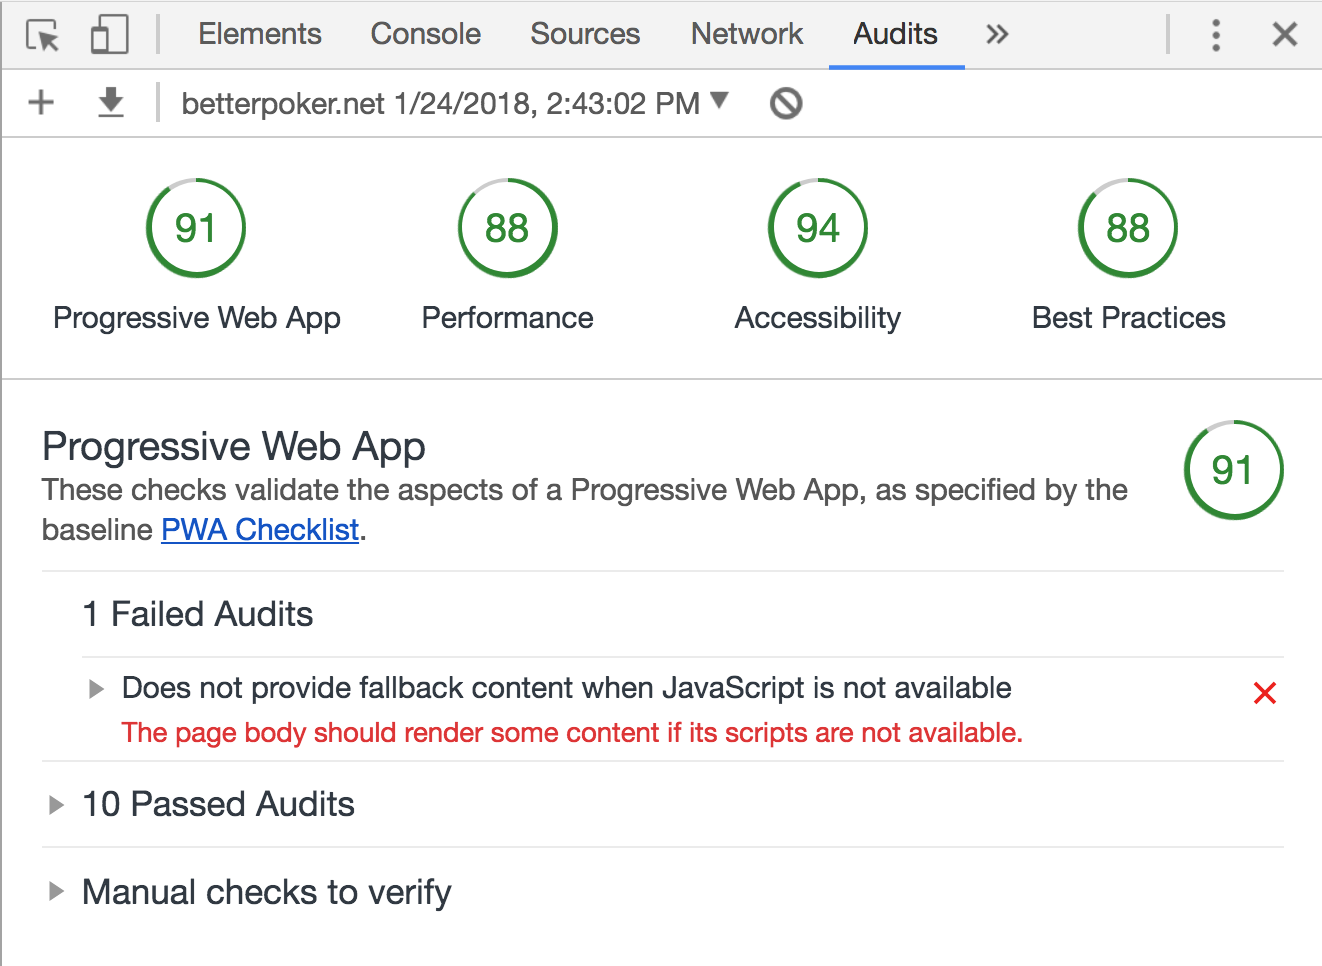 Elements Console Sources Network Audits »
betterpoker.net 1/24/2018, 2:43:02 PM
91 88 94 88
Progressive Web App Performance Accessibility Best Practices
Progressive Web App
91
These checks validate the aspects of a Progressive Web App, as specified by the
baseline PWA Checklist.
1 Failed Audits
Does not provide fallback content when JavaScript is not available
The page body should render some content if its scripts are not available.
10 Passed Audits
Manual checks to verify